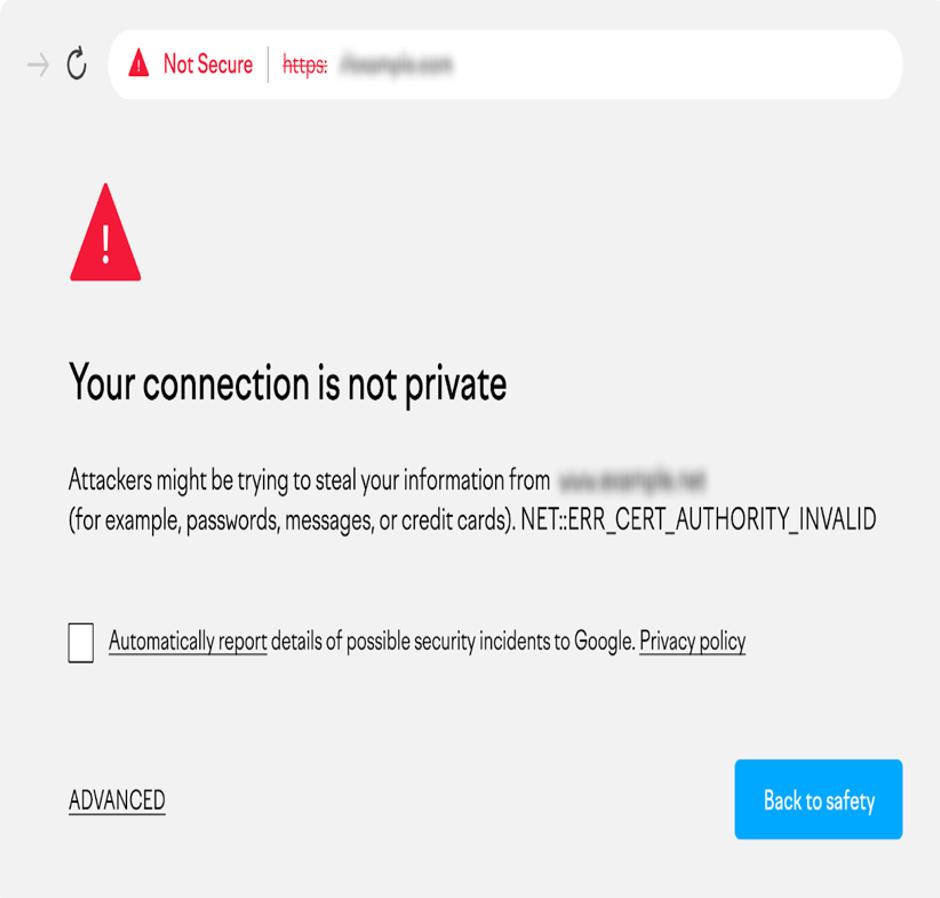 Not Secure https:
Your connection is not private
Attackers might be trying to steal your information from
(for example, passwords, messages, or credit cards). NET::ERR_CERT_AUTHORITY_INVALID
Automatically report details of possible security incidents to Google. Privacy policy
ADVANCED
Back to safety